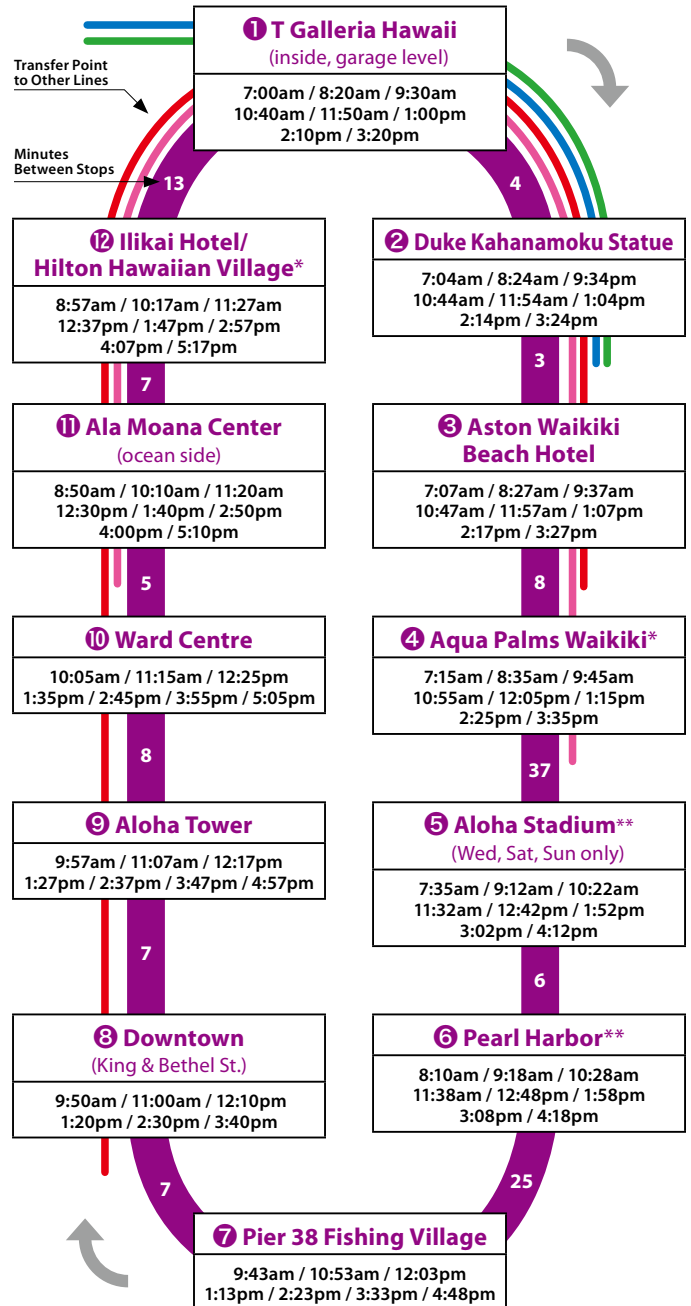 ❶ T Galleria Hawaii
(inside, garage level)
7:00am / 8:20am / 9:30am
10:40am / 11:50am / 1:00pm
2:10pm / 3:20pm
Transfer Point
to Other Lines
Minutes
Between Stops
13
4
⓬ Ilikai Hotel/
Hilton Hawaiian Village*
8:57am / 10:17am / 11:27am
12:37pm / 1:47pm / 2:57pm
4:07pm / 5:17pm
❷ Duke Kahanamoku Statue
7:04am / 8:24am / 9:34pm
10:44am / 11:54am / 1:04pm
2:14pm / 3:24pm
7
3
⓫ Ala Moana Center
(ocean side)
8:50am / 10:10am / 11:20am
12:30pm / 1:40pm / 2:50pm
4:00pm / 5:10pm
❸ Aston Waikiki
Beach Hotel
7:07am / 8:27am / 9:37am
10:47am / 11:57am / 1:07pm
2:17pm / 3:27pm
5
8
❿ Ward Centre
10:05am / 11:15am / 12:25pm
1:35pm / 2:45pm / 3:55pm / 5:05pm
❹ Aqua Palms Waikiki*
7:15am / 8:35am / 9:45am
10:55am / 12:05pm / 1:15pm
2:25pm / 3:35pm
8
37
❾ Aloha Tower
9:57am / 11:07am / 12:17pm
1:27pm / 2:37pm / 3:47pm / 4:57pm
❺ Aloha Stadium**
(Wed, Sat, Sun only)
7:35am / 9:12am / 10:22am
11:32am / 12:42pm / 1:52pm
3:02pm / 4:12pm
7
6
❽ Downtown
(King & Bethel St.)
9:50am / 11:00am / 12:10pm
1:20pm / 2:30pm / 3:40pm
❻ Pearl Harbor**
8:10am / 9:18am / 10:28am
11:38am / 12:48pm / 1:58pm
3:08pm / 4:18pm
7
25
❼ Pier 38 Fishing Village
9:43am / 10:53am / 12:03pm
1:13pm / 2:23pm / 3:33pm / 4:48pm